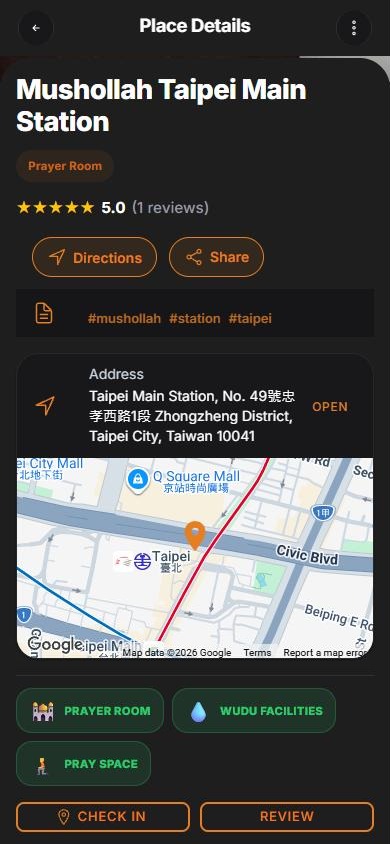 Place Details
Mushollah Taipei Main
Station
Prayer Room
5.0 (1 reviews)
Directions
Share
#mushollah #station #taipei
Address
Taipei Main Station, No. 49號忠
孝西路1段 Zhongzheng District,
Taipei City, Taiwan 10041
OPEN
ei City Mall
北地下街
Q Square Mall
京站時尚廣場
1甲
Civic Blvd
Taipei
臺北
1
Beiping E Rd
Google
Map data ©2026 Google
Terms
Report a map error
PRAYER ROOM
WUDU FACILITIES
PRAY SPACE
CHECK IN
REVIEW